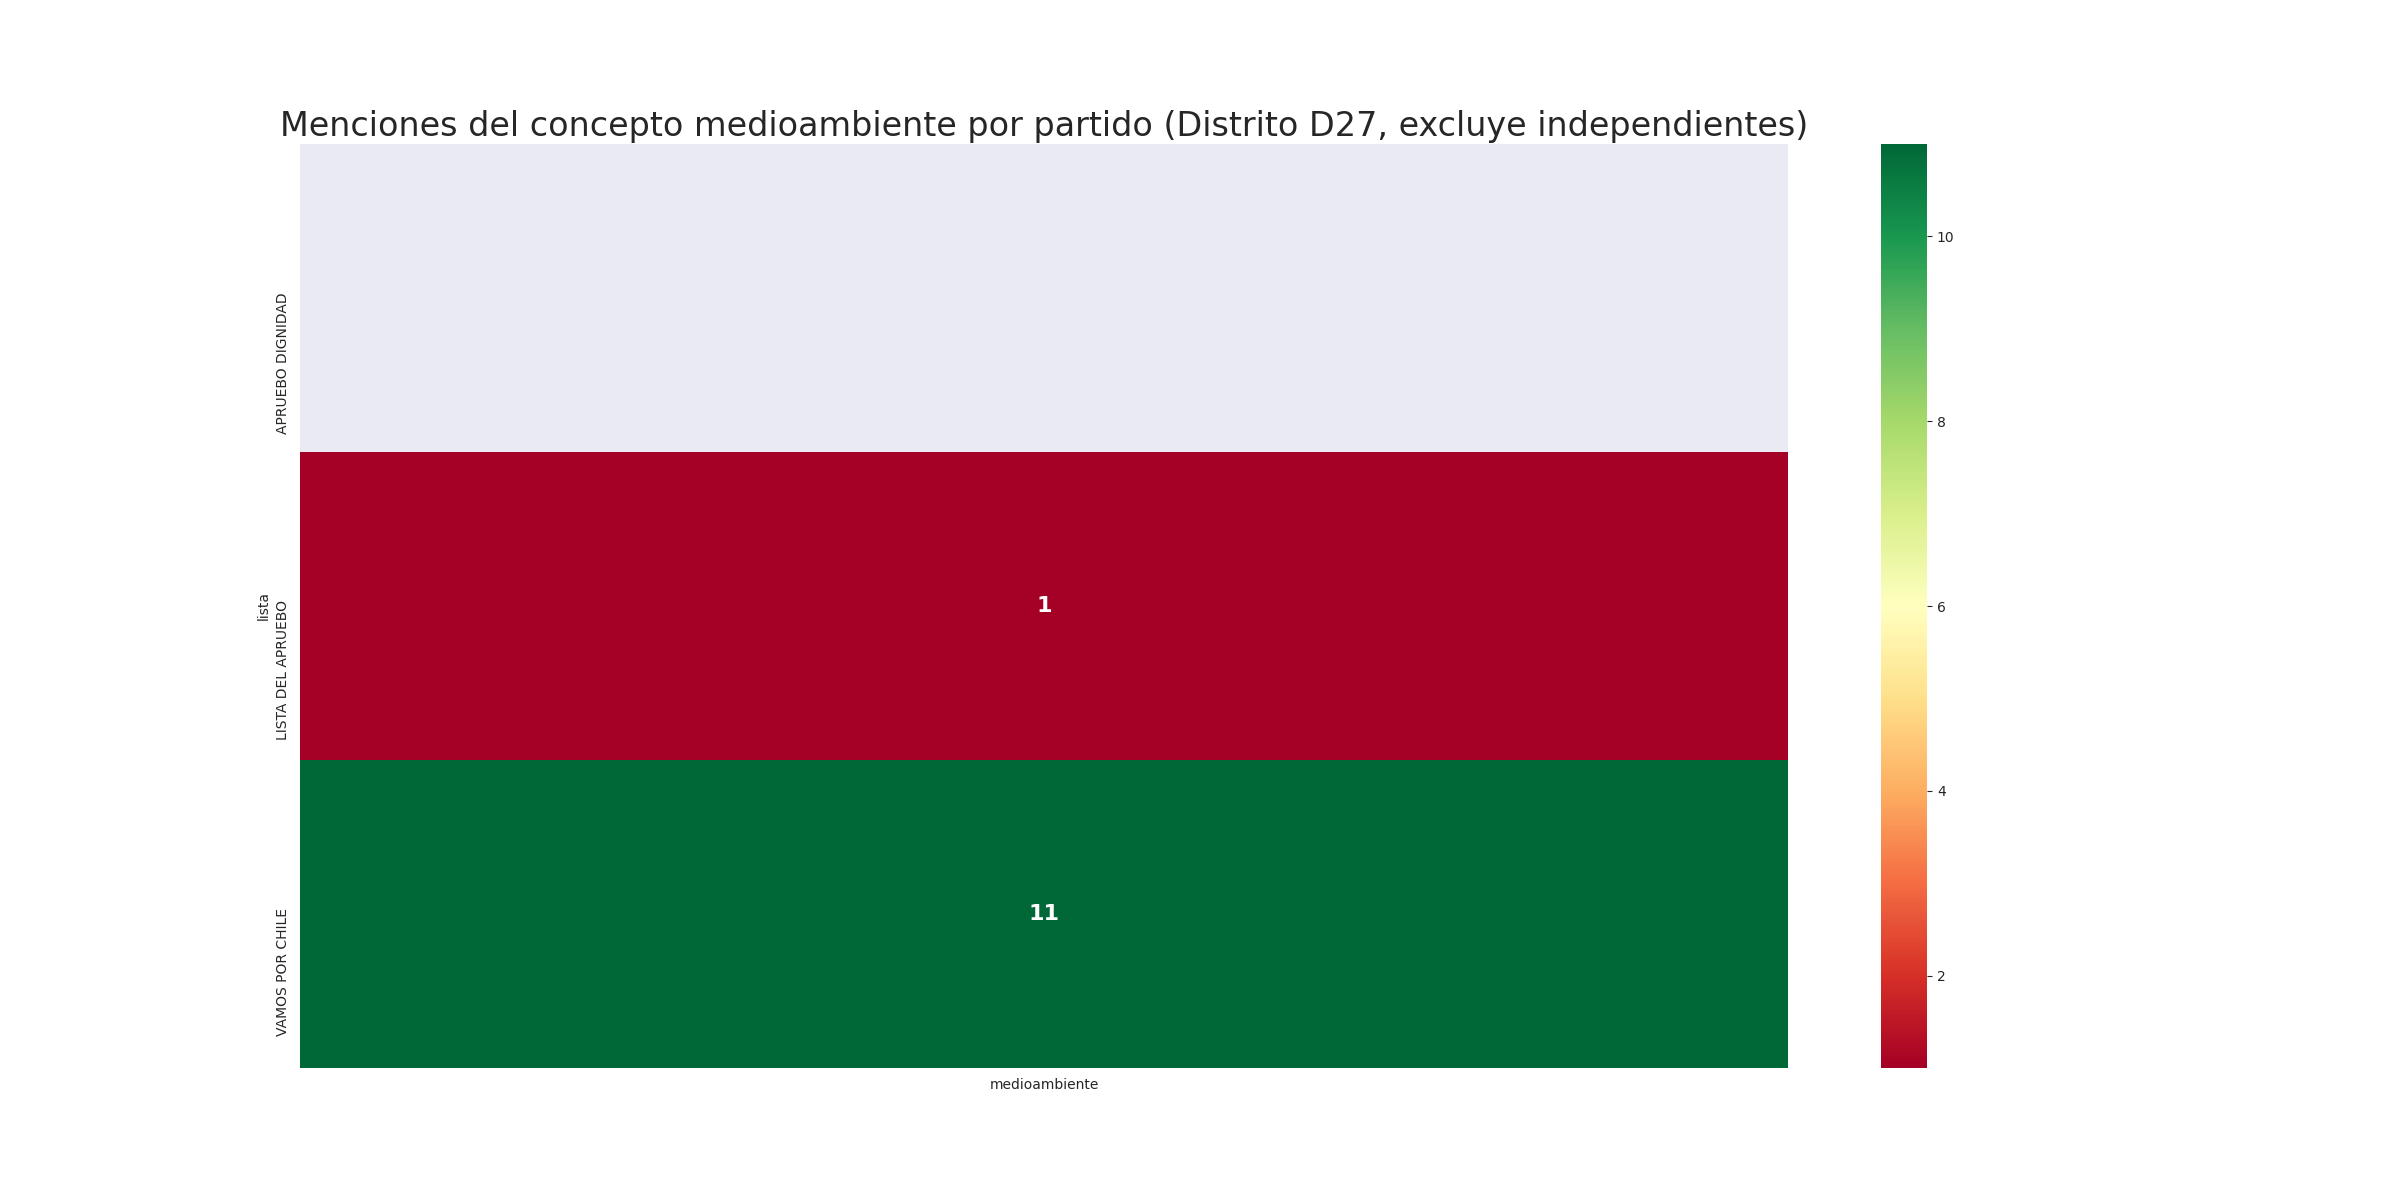 Menciones del concepto medioambiente por partido (Distrito D27, excluye independientes)
lista
APRUEBO DIGNIDAD
LISTA DEL APRUEBO
1
VAMOS POR CHILE
11
medioambiente
10
8
6
4
2